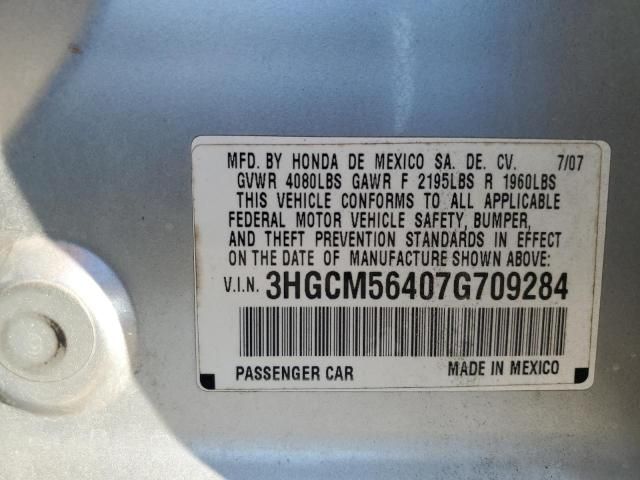 MFD. BY HONDA DE MEXICO SA. DE. CV. 7/07
GVWR 4080LBS GAWR F 2195LBS R 1960LBS
THIS VEHICLE CONFORMS TO ALL APPLICABLE
FEDERAL MOTOR VEHICLE SAFETY, BUMPER,
AND THEFT PREVENTION STANDARDS IN EFFECT
ON THE DATE OF MANUFACTURE SHOWN ABOVE:
V.I.N. 3HGCM56407G709284
PASSENGER CAR MADE IN MEXICO